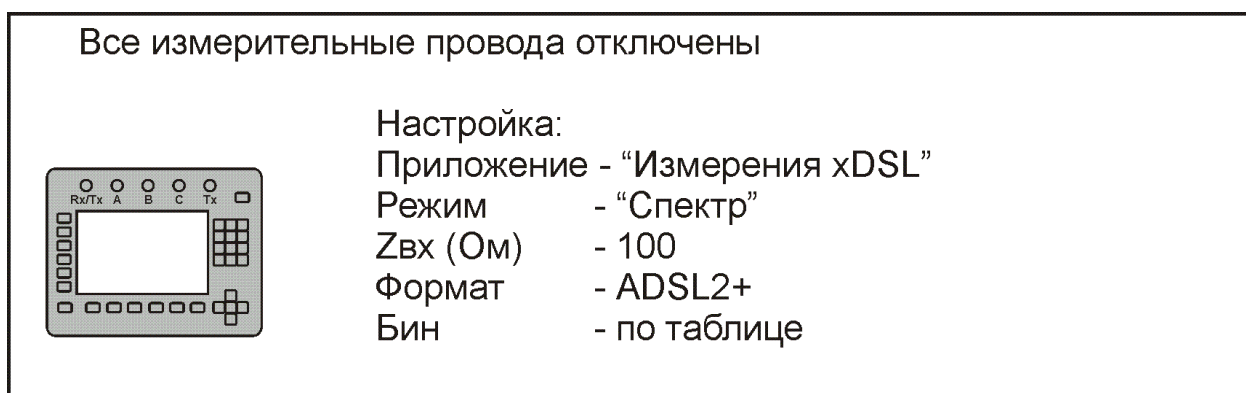 Все измерительные провода отключены
Настройка:
Приложение - “Измерения xDSL”
Режим - “Спектр”
Zвх (Ом) - 100
Формат - ADSL2+
Бин - по таблице
Rx/Tx A B C Tx